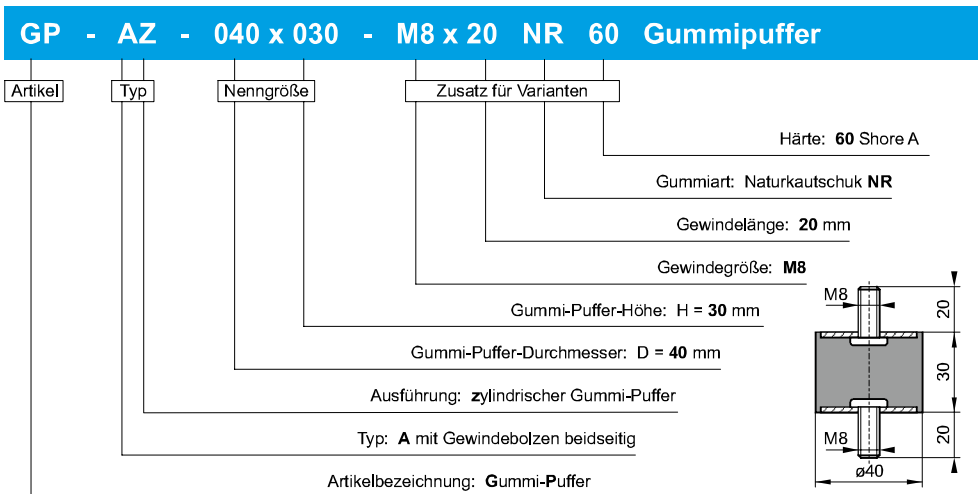 GP - AZ - 040 x 030 - M8 x 20 NR 60 Gummipuffer
Artikel Typ Nenngröße Zusatz für Varianten
Härte: 60 Shore A
Gummiart: Naturkautschuk NR
Gewindelänge: 20 mm
Gewindegröße: M8
Gummi-Puffer-Höhe: H = 30 mm
Gummi-Puffer-Durchmesser: D = 40 mm
Ausführung: zylindrischer Gummi-Puffer
Typ: A mit Gewindebolzen beidseitig
Artikelbezeichnung: Gummi-Puffer
M8
20
30
M8
20
ø40